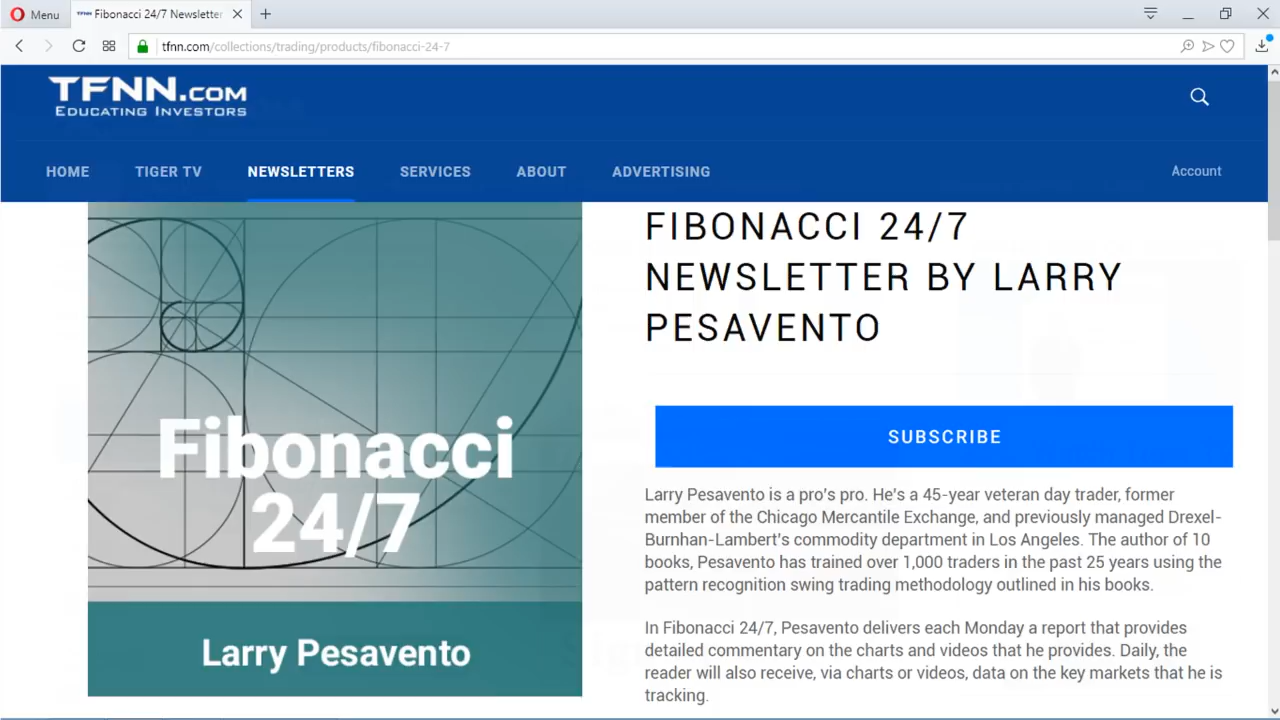 Menu
Fibonacci 24/7 Newsletter
tfnn.com/collections/trading/products/fibonacci-24-7
TFNN.COM
EDUCATING INVESTORS
HOME
TIGER TV
NEWSLETTERS
SERVICES
ABOUT
ADVERTISING
Account
Fibonacci
24/7
Larry Pesavento
FIBONACCI 24/7
NEWSLETTER BY LARRY
PESAVENTO
SUBSCRIBE
Larry Pesavento is a pro's pro. He's a 45-year veteran day trader, former
member of the Chicago Mercantile Exchange, and previously managed Drexel-
Burnhan-Lambert's commodity department in Los Angeles. The author of 10
books, Pesavento has trained over 1,000 traders in the past 25 years using the
pattern recognition swing trading methodology outlined in his books.
In Fibonacci 24/7, Pesavento delivers each Monday a report that provides
detailed commentary on the charts and videos that he provides. Daily, the
reader will also receive, via charts or videos, data on the key markets that he is
tracking.